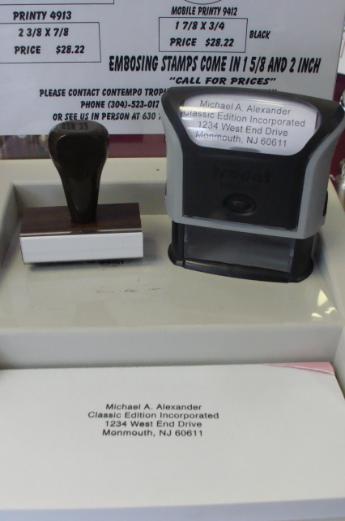 PRINTY 4913
2 3/8 X 7/8
PRICE $28.22
MOBILE PRINTY 9412
1 7/8 X 3/4
PRICE $28.22
BLACK
EMBOSING STAMPS COME IN 1 5/8 AND 2 INCH
"CALL FOR PRICES"
PLEASE CONTACT CONTEMPO
PHONE (304)-523-017
OR SEE US IN PERSON AT 630
Michael A. Alexander
Classic Edition Incorporated
1234 West End Drive
Monmouth, NJ 60611
Michael A. Alexander
Classic Edition Incorporated
1234 West End Drive
Monmouth, NJ 60611